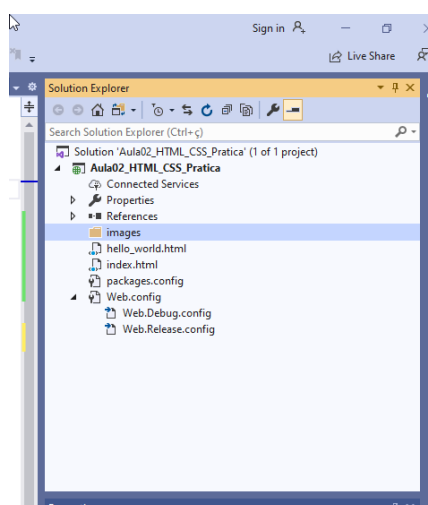 Sign in
Live Share
Solution Explorer
Search Solution Explorer (Ctrl+ç)
Solution 'Aula02_HTML_CSS_Pratica' (1 of 1 project)
Aula02_HTML_CSS_Pratica
Connected Services
Properties
References
images
hello_world.html
index.html
packages.config
Web.config
Web.Debug.config
Web.Release.config